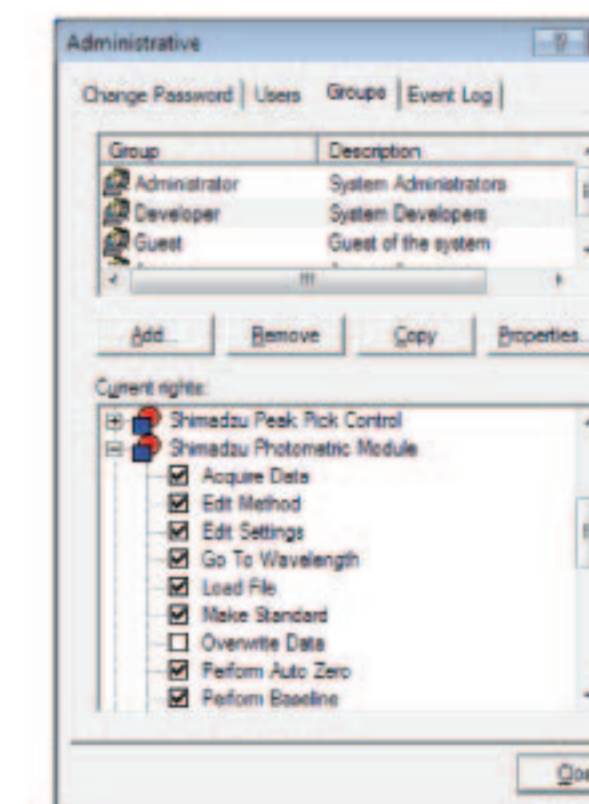 Administrative
Change Password Users Groups Event Log
Group Description
Administrator System Administrators
Developer System Developers
Guest Guest of the system
Add... Remove Copy Properties...
Current rights:
Shimadzu Peak Pick Control
Shimadzu Photometric Module
Acquire Data
Edit Method
Edit Settings
Go To Wavelength
Load File
Make Standard
Overwrite Data
Perform Auto Zero
Perform Baseline
Clos